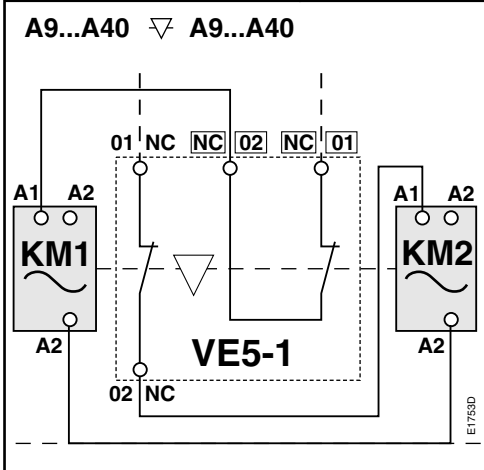 A9...A40 ▽ A9...A40
01 NC NC 02 NC 01
A1 A2 A1 A2
KM1 KM2
VE5-1
A2 A2
02 NC
E1753D